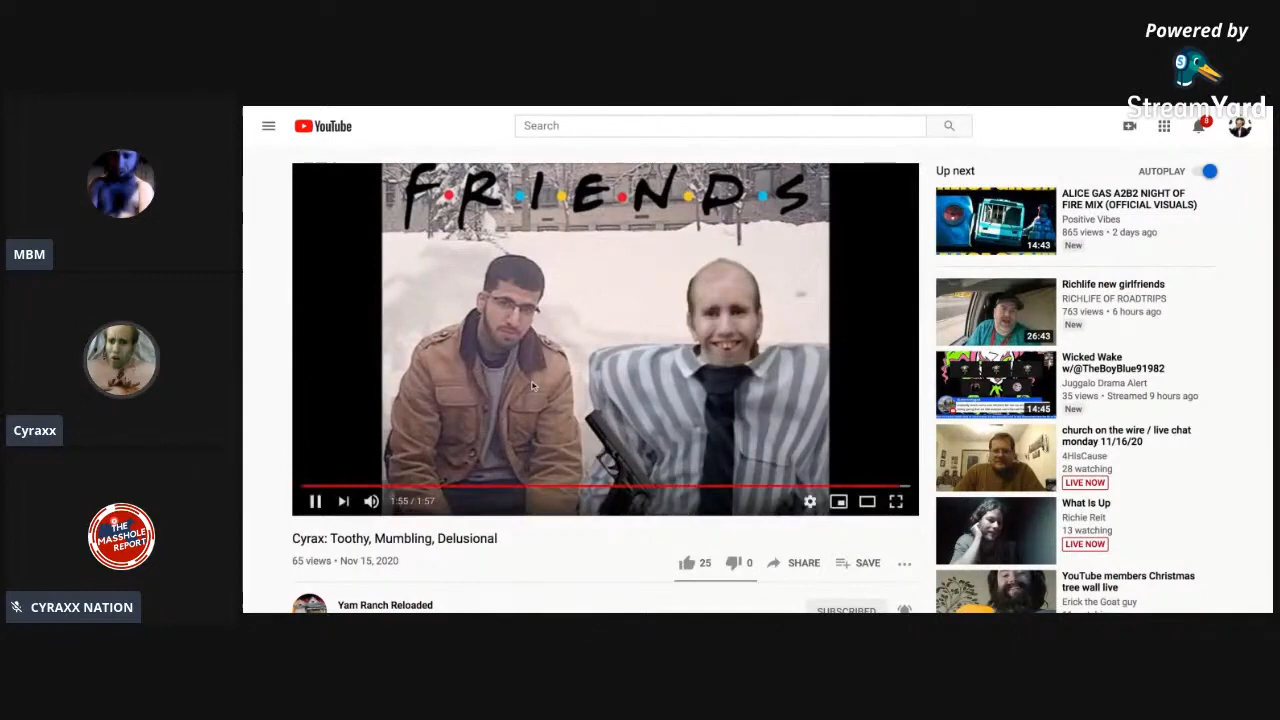 Powered by
StreamYard
YouTube
Search
8
FRIENDS
1:55 / 1:57
Cyrax: Toothy, Mumbling, Delusional
65 views • Nov 15, 2020
25
0
SHARE
SAVE
Yam Ranch Reloaded
SUBSCRIBED
Up next
AUTOPLAY
ALICE GAS A2B2 NIGHT OF
FIRE MIX (OFFICIAL VISUALS)
Positive Vibes
865 views • 2 days ago
New
14:43
Richlife new girlfriends
RICHLIFE OF ROADTRIPS
763 views • 6 hours ago
New
26:43
Wicked Wake
w/@TheBoyBlue91982
Juggalo Drama Alert
35 views • Streamed 9 hours ago
New
14:45
church on the wire / live chat
monday 11/16/20
4HisCause
28 watching
LIVE NOW
What Is Up
Richie Reit
13 watching
LIVE NOW
YouTube members Christmas
tree wall live
Erick the Goat guy
MBM
Cyraxx
THE
MASSHOLE
REPORT
CYRAXX NATION